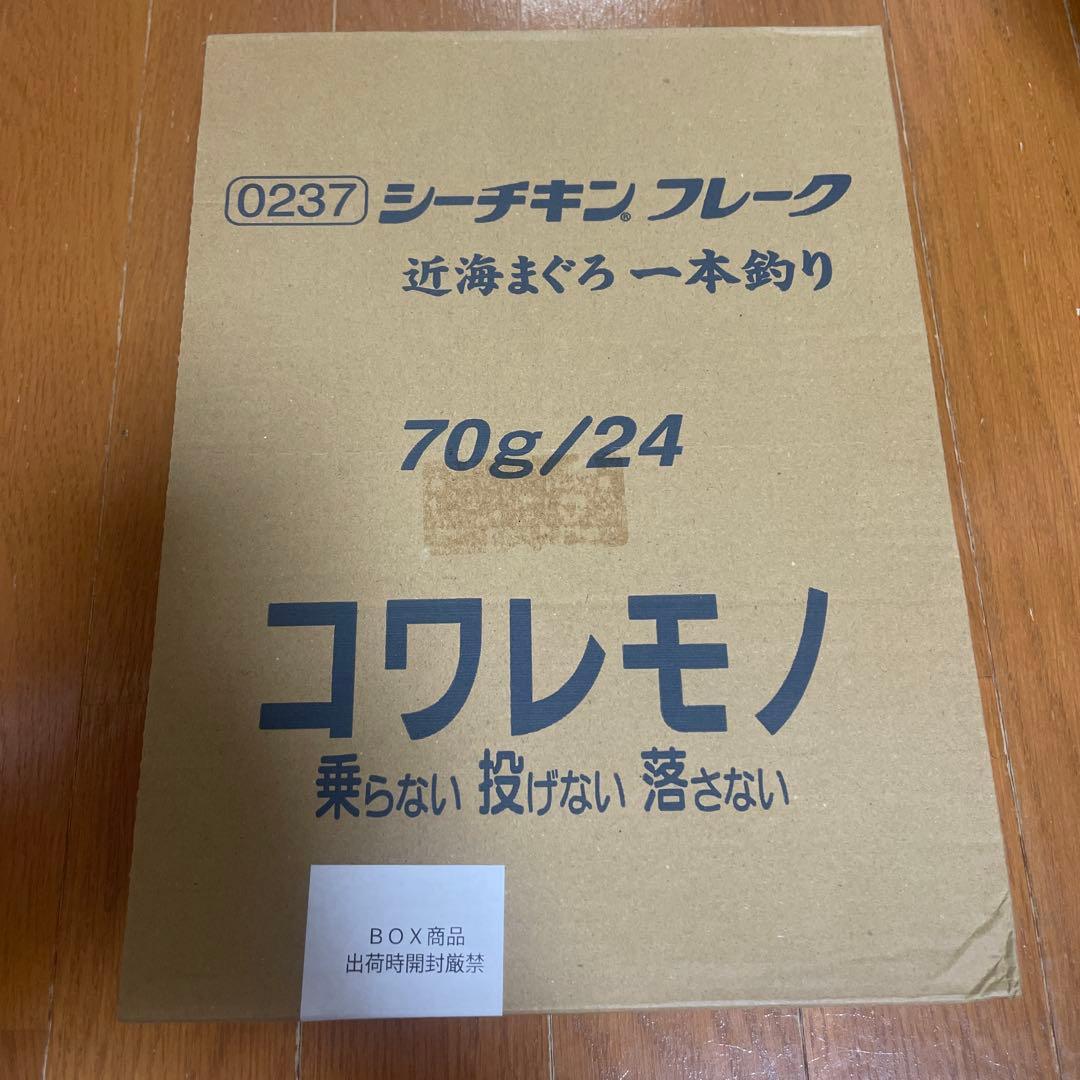 0237 シーチキン® フレーク
近海まぐろ 一本釣り
70g/24
コワレモノ
乗らない 投げない 落さない
BOX商品
出荷時開封厳禁